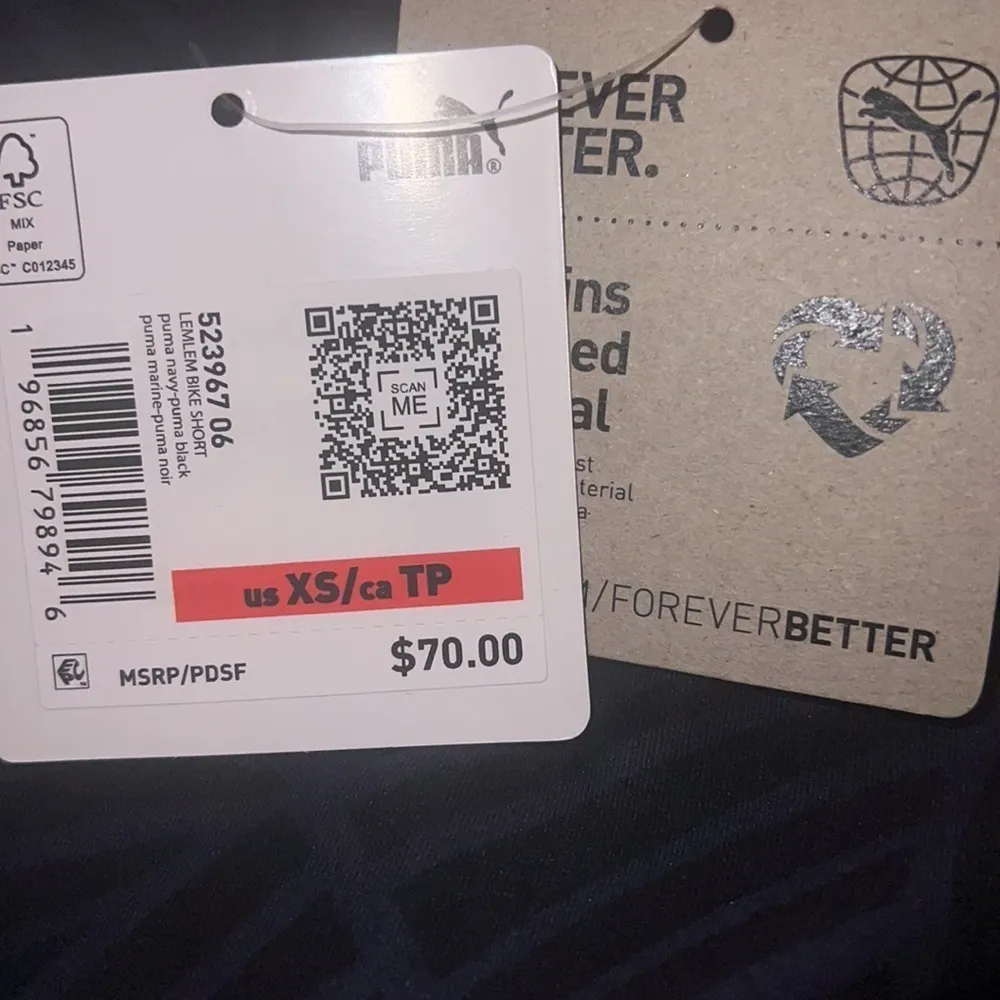 PUMA®
FSC
MIX
Paper
C™ C012345
523967 06
LEMLEM BIKE SHORT
puma navy-puma black
puma marine-puma noir
1 96856 79894 6
SCAN
ME
us XS/ca TP
MSRP/PDSF
$70.00
EVER
TER.
ins
ed
al
st
terial
a
/FOREVERBETTER